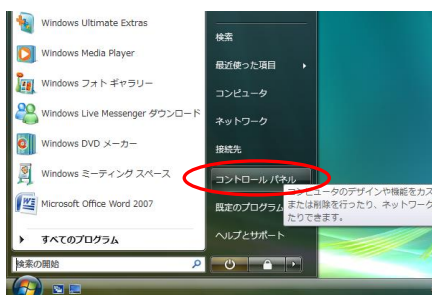 Windows Ultimate Extras
Windows Media Player
Windows フォト ギャラリー
Windows Live Messenger ダウンロード
Windows DVD メーカー
Windows ミーティング スペース
Microsoft Office Word 2007
すべてのプログラム
検索の開始
検索
最近使った項目
コンピュータ
ネットワーク
接続先
コントロール パネル
既定のプログラム
ヘルプとサポート
コンピュータのデザインや機能をカス
または削除を行ったり、ネットワーク
たりできます。